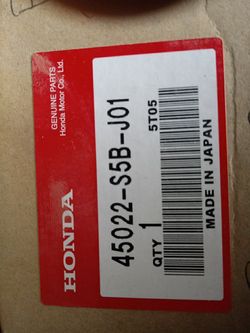 GENUINE PARTS
Honda Motor Co., Ltd.
HONDA
45022-S5B-J01
5T05
QTY 1
MADE IN JAPAN